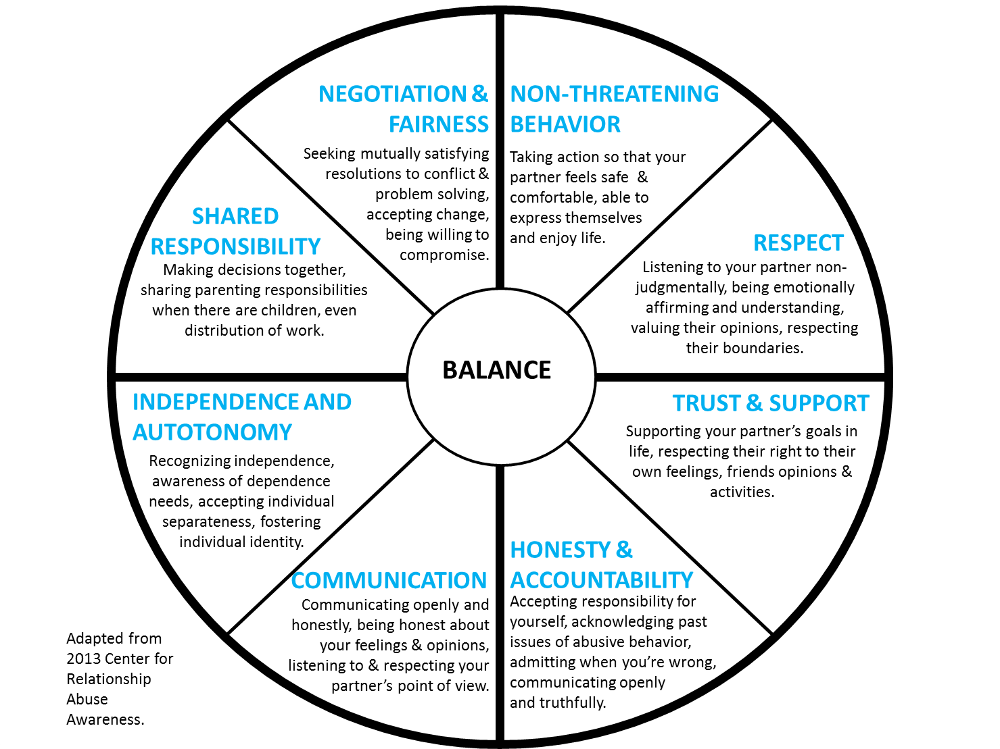 NEGOTIATION &
FAIRNESS
Seeking mutually satisfying
resolutions to conflict &
problem solving,
accepting change,
being willing to
compromise.
NON-THREATENING
BEHAVIOR
Taking action so that your
partner feels safe  &
comfortable, able to
express themselves
and enjoy life.
SHARED
RESPONSIBILITY
Making decisions together,
sharing parenting responsibilities
when there are children, even
distribution of work.
RESPECT
Listening to your partner non-
judgmentally, being emotionally
affirming and understanding,
valuing their opinions, respecting
their boundaries.
BALANCE
INDEPENDENCE AND
AUTOTONOMY
Recognizing independence,
awareness of dependence
needs, accepting individual
separateness, fostering
individual identity.
TRUST & SUPPORT
Supporting your partner’s goals in
life, respecting their right to their
own feelings, friends opinions &
activities.
COMMUNICATION
Communicating openly and
honestly, being honest about
your feelings & opinions,
listening to & respecting your
partner’s point of view.
HONESTY &
ACCOUNTABILITY
Accepting responsibility for
yourself, acknowledging past
issues of abusive behavior,
admitting when you’re wrong,
communicating openly
and truthfully.
Adapted from
2013 Center for
Relationship
Abuse
Awareness.